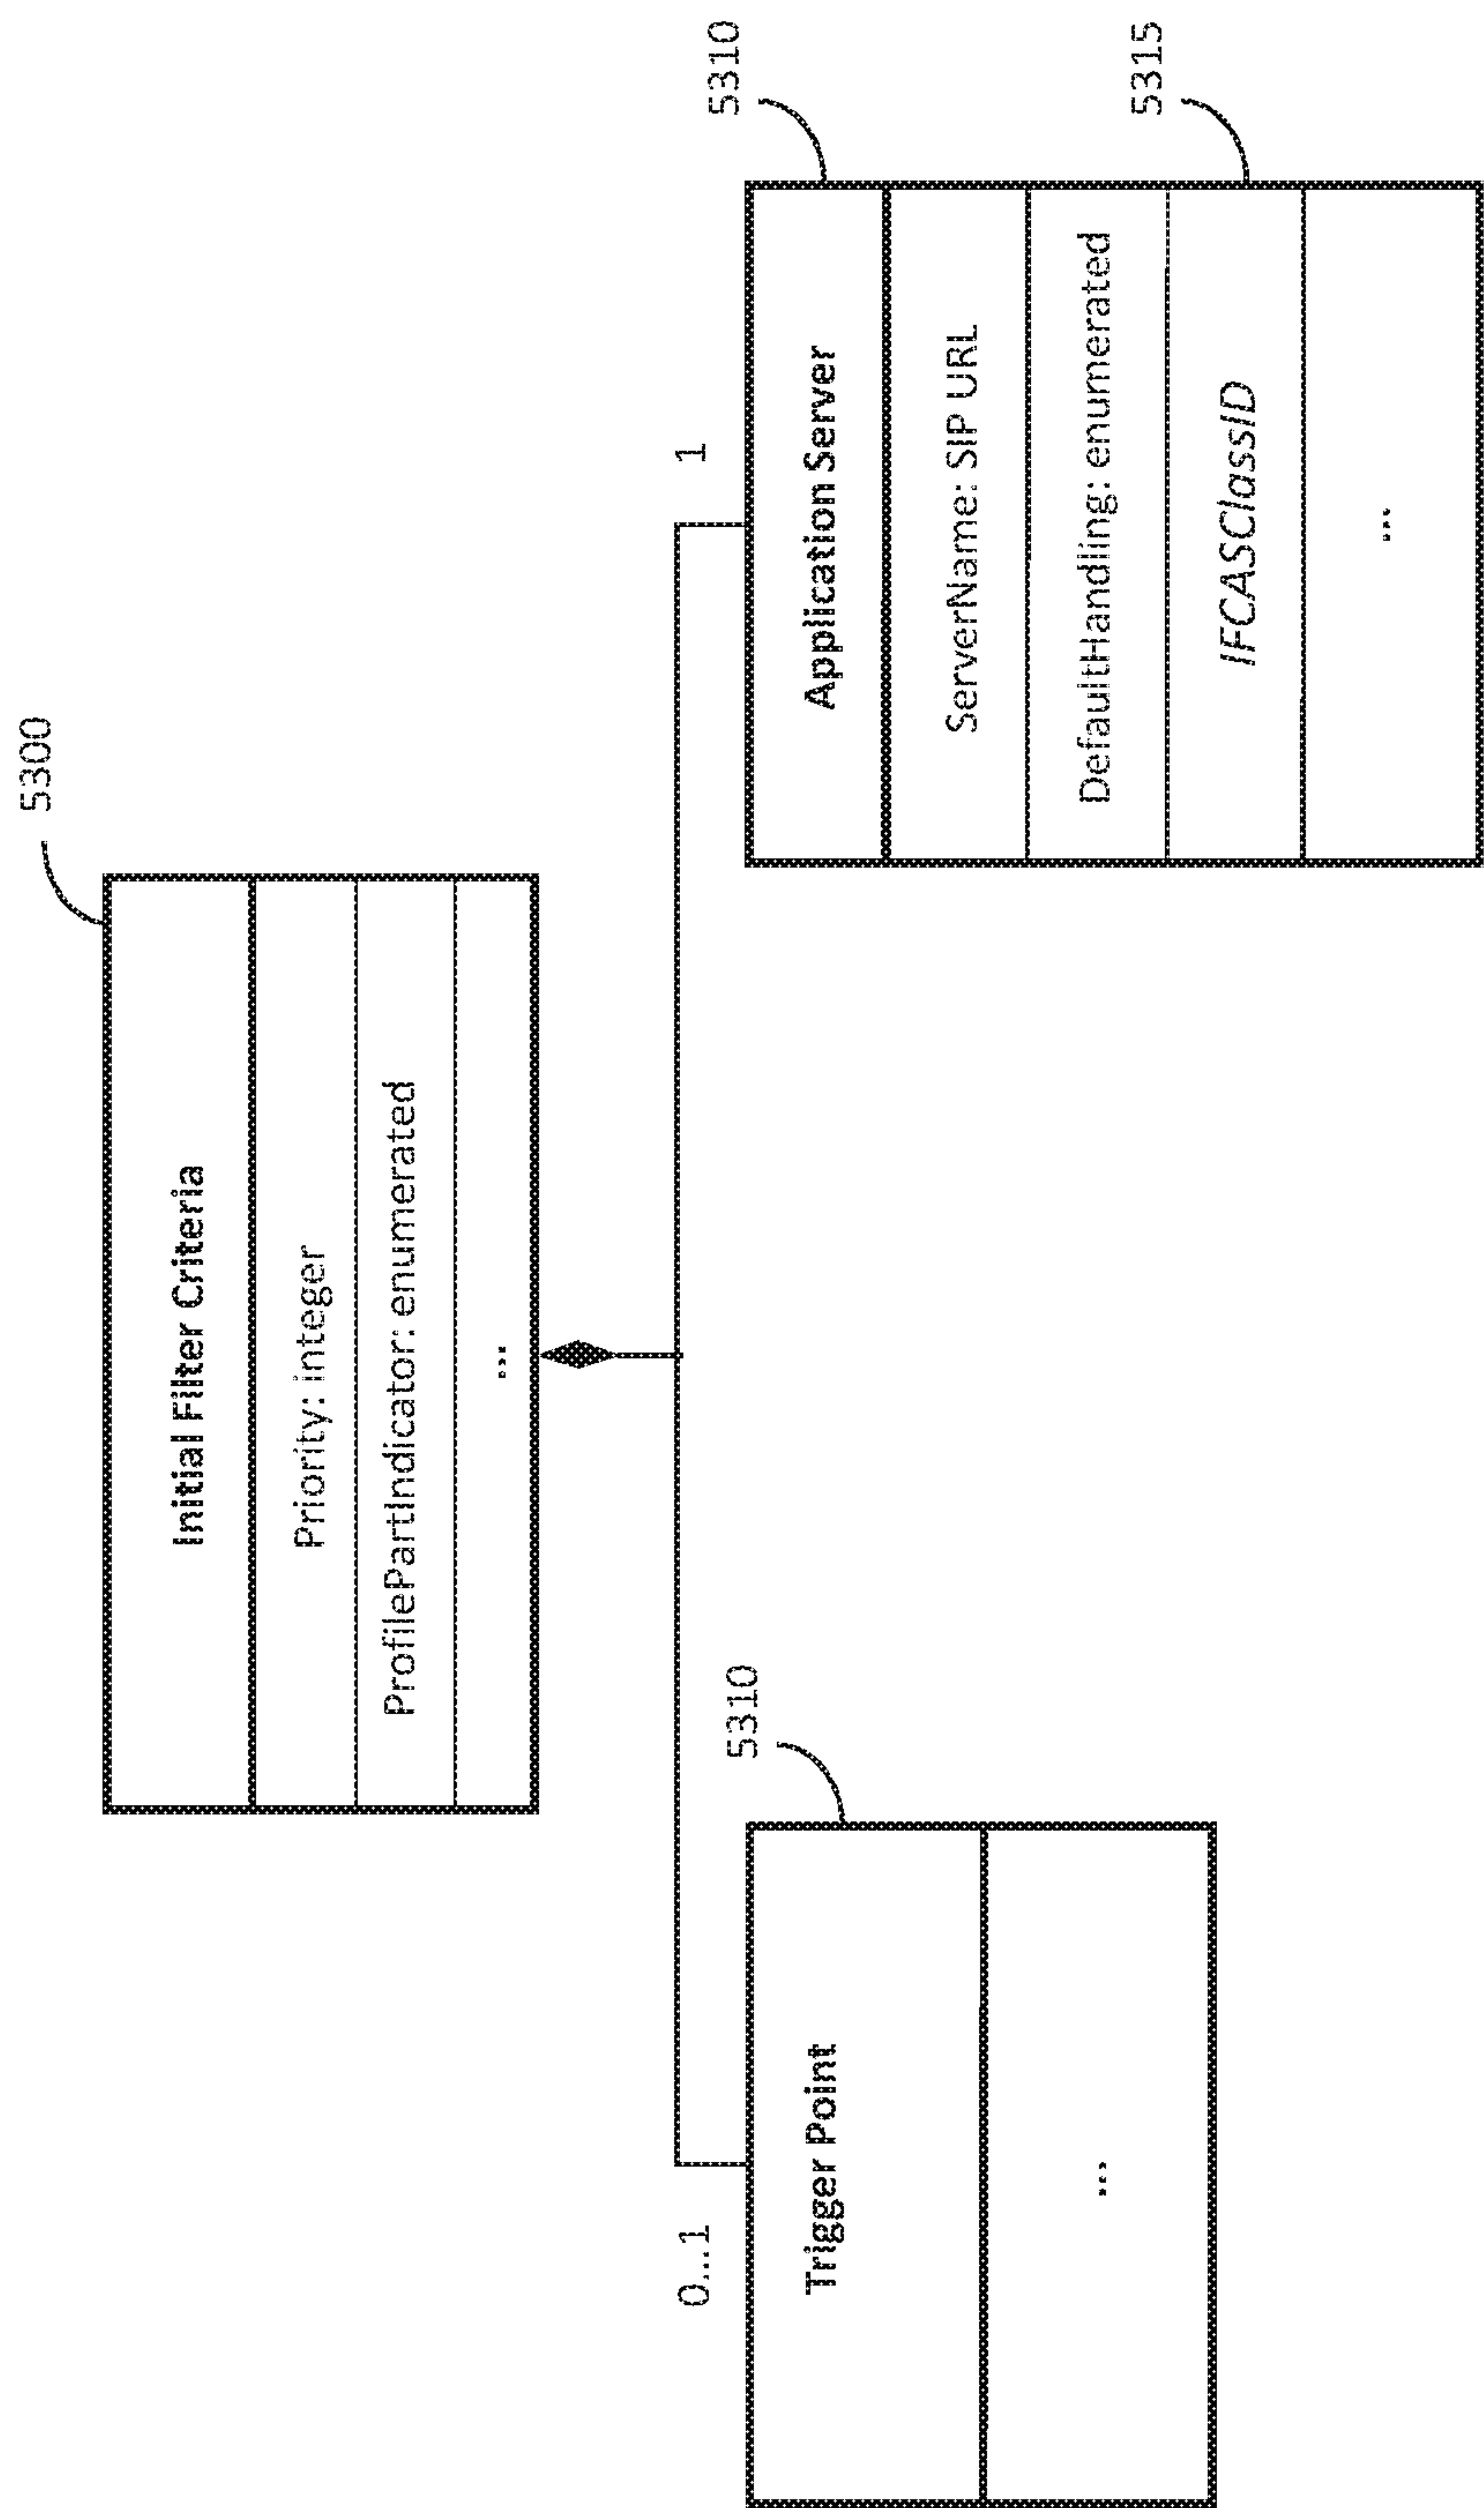 5300
Initial Filter Criteria
Priority: integer
ProfilePartIndicator: enumerated
...
0...1
1
5310
Trigger Point
...
5310
Application Server
ServerName: SIP URL
DefaultHandling: enumerated
5315
IFCASClassID
...